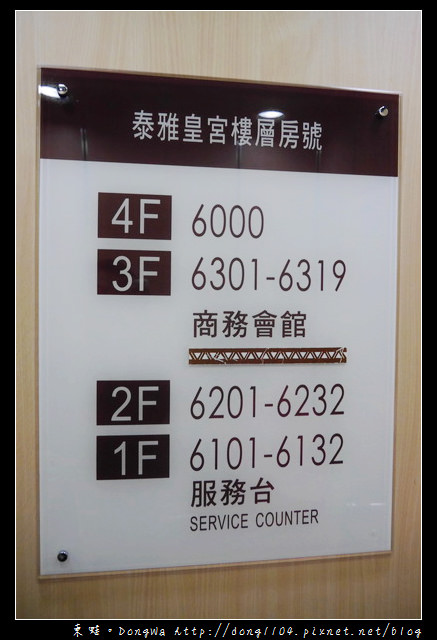 泰雅皇宮樓層房號
4F 6000
3F 6301-6319
商務會館
2F 6201-6232
1F 6101-6132
服務台
SERVICE COUNTER
東蛙。DongWa http://dong1104.pixnet.net/blog